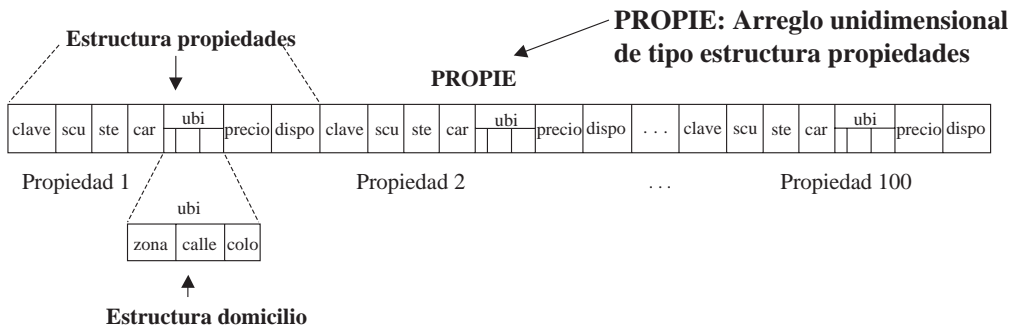 PROPIE: Arreglo unidimensional
de tipo estructura propiedades
Estructura propiedades
PROPIE
clave scu ste car ubi precio dispo clave scu ste car ubi precio dispo . . . clave scu ste car ubi precio dispo
Propiedad 1 Propiedad 2 . . . Propiedad 100
ubi
zona calle colo
Estructura domicilio